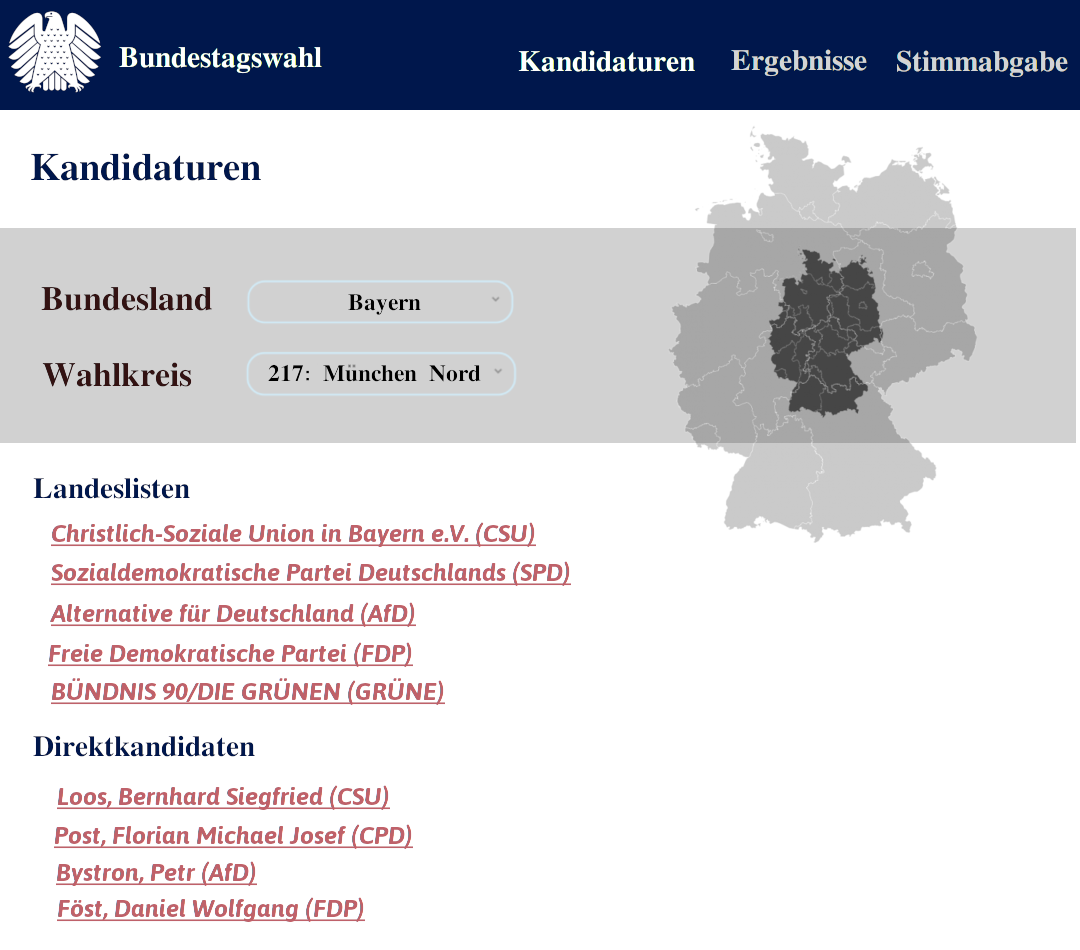 Bundestagswahl
Kandidaturen Ergebnisse Stimmabgabe
Kandidaturen
Bundesland Bayern
Wahlkreis 217: München Nord
Landeslisten
Christlich-Soziale Union in Bayern e.V. (CSU)
Sozialdemokratische Partei Deutschlands (SPD)
Alternative für Deutschland (AfD)
Freie Demokratische Partei (FDP)
BÜNDNIS 90/DIE GRÜNEN (GRÜNE)
Direktkandidaten
Loos, Bernhard Siegfried (CSU)
Post, Florian Michael Josef (CPD)
Bystron, Petr (AfD)
Föst, Daniel Wolfgang (FDP)